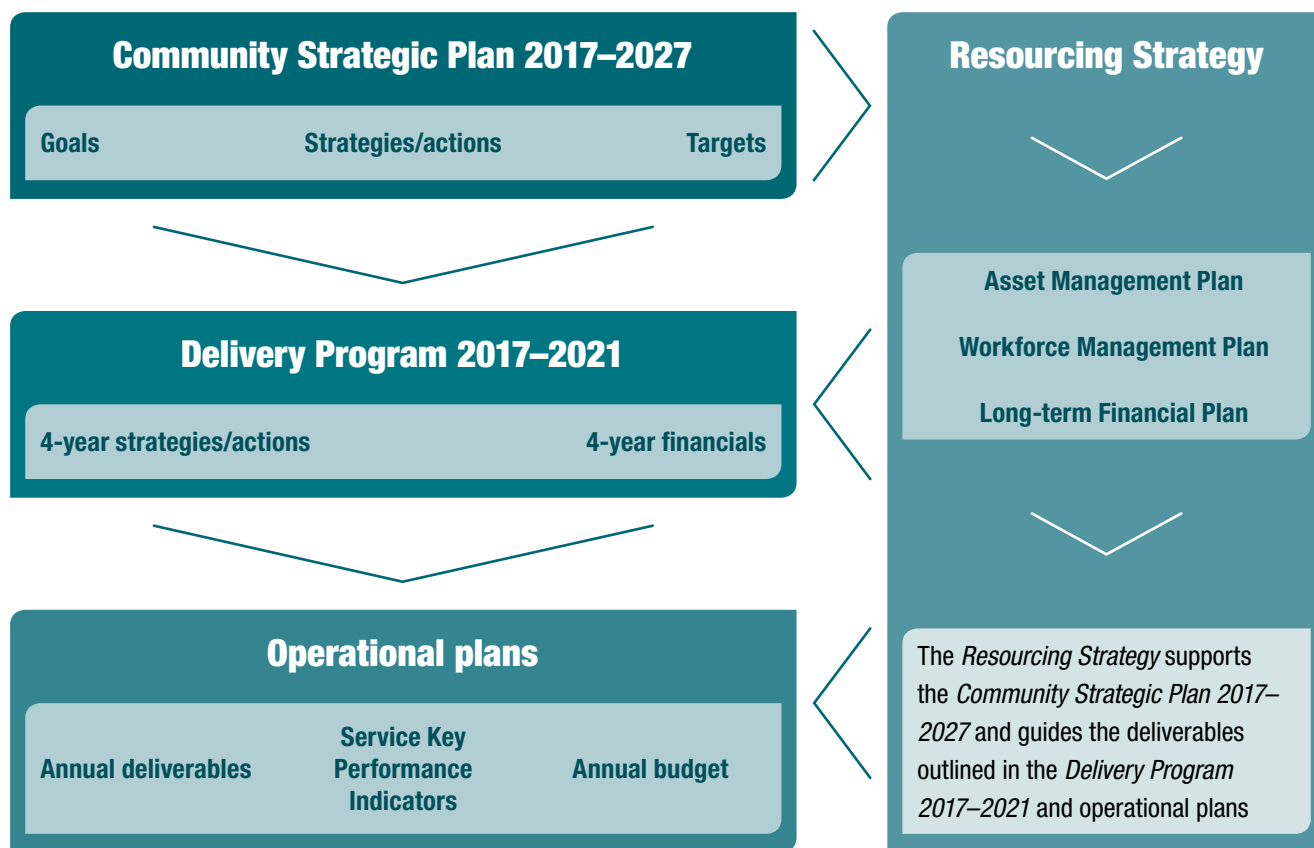 Community Strategic Plan 2017–2027
Goals
Strategies/actions
Targets
Delivery Program 2017–2021
4-year strategies/actions
4-year financials
Operational plans
Annual deliverables
Service Key
Performance
Indicators
Annual budget
Resourcing Strategy
Asset Management Plan
Workforce Management Plan
Long-term Financial Plan
The Resourcing Strategy supports
the Community Strategic Plan 2017–
2027 and guides the deliverables
outlined in the Delivery Program
2017–2021 and operational plans